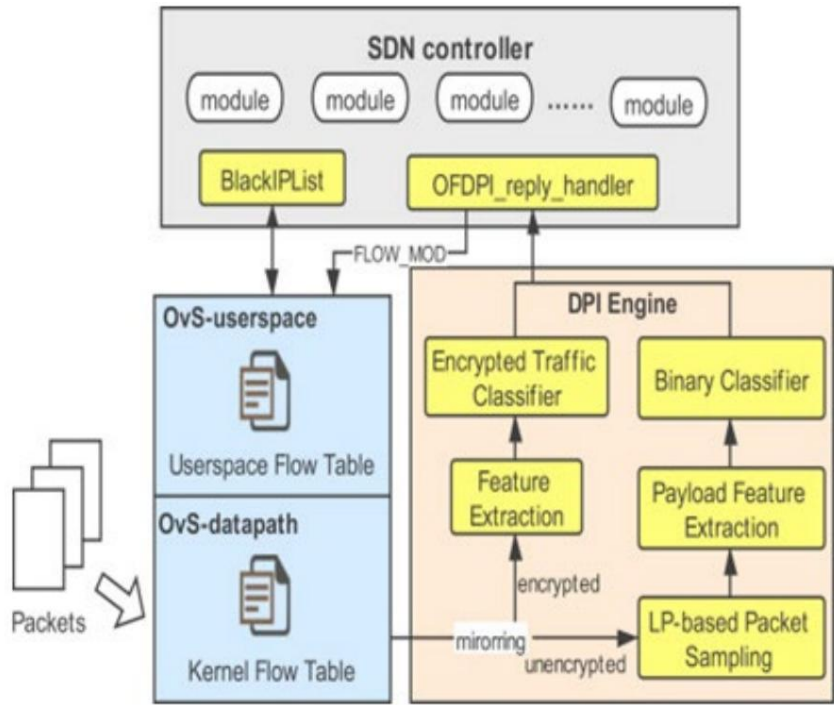 SDN controller
module module module ...... module
BlackIPList
OFDPI_reply_handler
FLOW_MOD
OvS-userspace
Userspace Flow Table
OvS-datapath
Kernel Flow Table
Packets
DPI Engine
Encrypted Traffic
Classifier
Binary Classifier
Feature
Extraction
Payload Feature
Extraction
encrypted
mirorring
unencrypted
LP-based Packet
Sampling